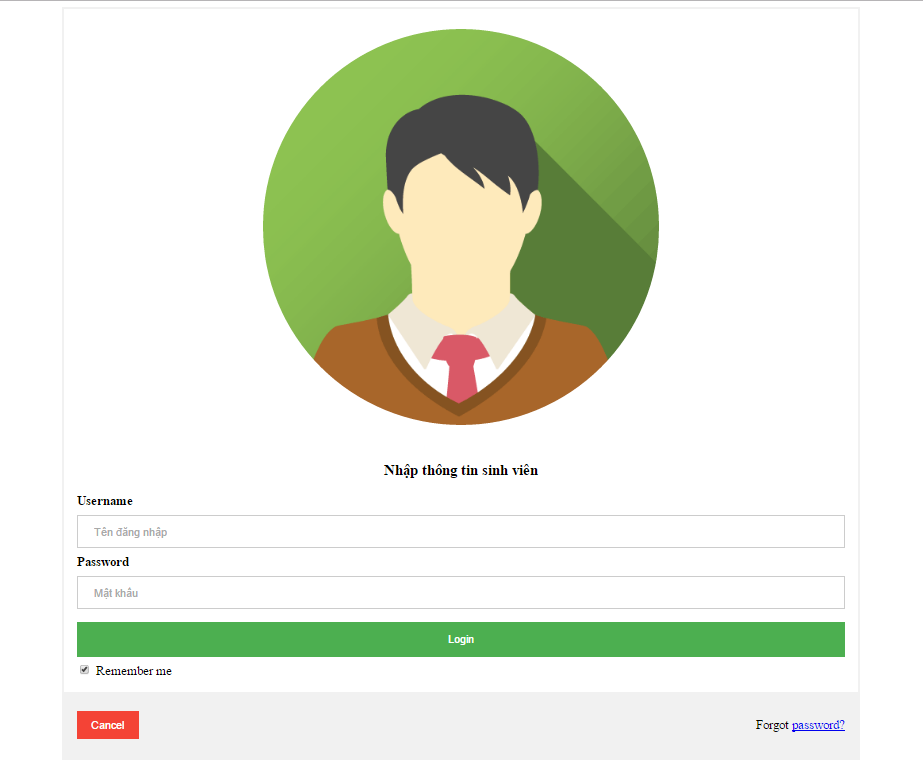 Nhập thông tin sinh viên
Username
Tên đăng nhập
Password
Mật khẩu
Login
Remember me
Cancel
Forgot password?